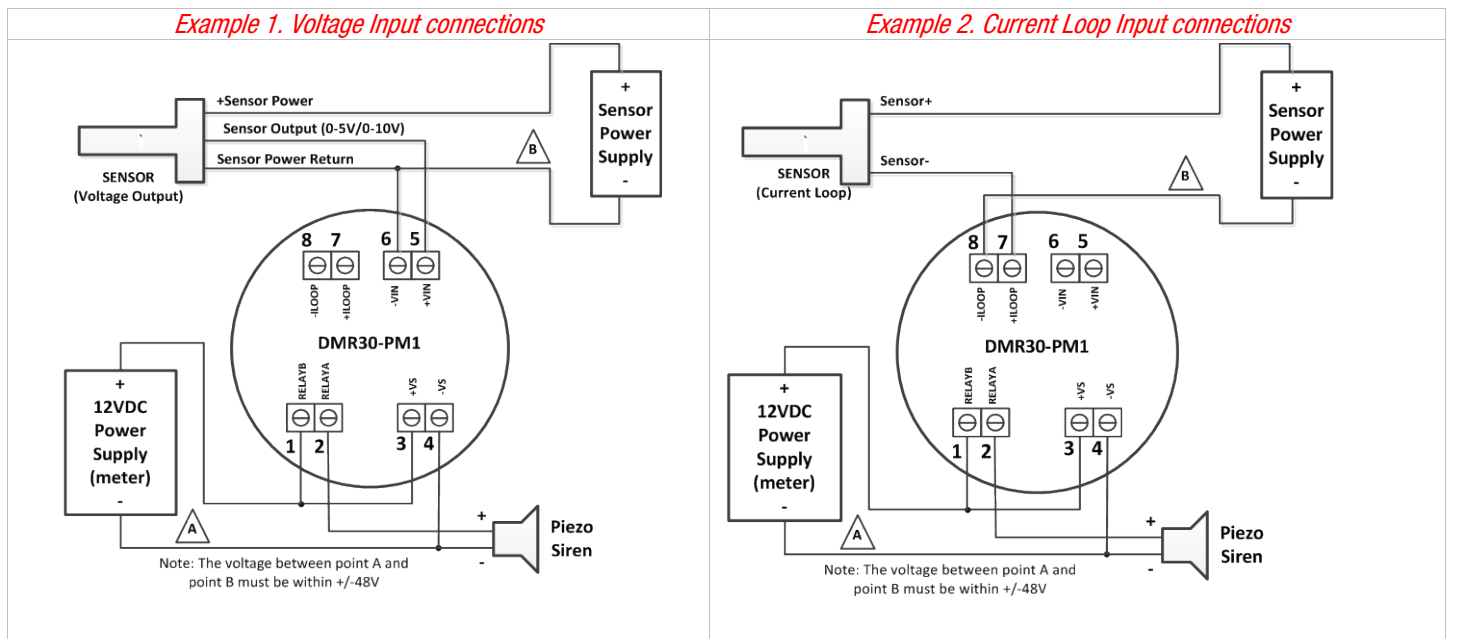 Example 1. Voltage Input connections
+Sensor Power
Sensor Output (0-5V/0-10V)
Sensor Power Return
SENSOR
(Voltage Output)
B
+
Sensor
Power
Supply
-
8 7 6 5
-ILOOP
+ILOOP
-VIN
+VIN
DMR30-PM1
RELAYB
RELAYA
+VS
-VS
1 2 3 4
+
12VDC
Power
Supply
(meter)
-
A
+
-
Piezo
Siren
Note: The voltage between point A and
point B must be within +/-48V
Example 2. Current Loop Input connections
Sensor+
Sensor-
SENSOR
(Current Loop)
B
+
Sensor
Power
Supply
-
8 7 6 5
-ILOOP
+ILOOP
-VIN
+VIN
DMR30-PM1
RELAYB
RELAYA
+VS
-VS
1 2 3 4
+
12VDC
Power
Supply
(meter)
-
A
+
-
Piezo
Siren
Note: The voltage between point A and
point B must be within +/-48V